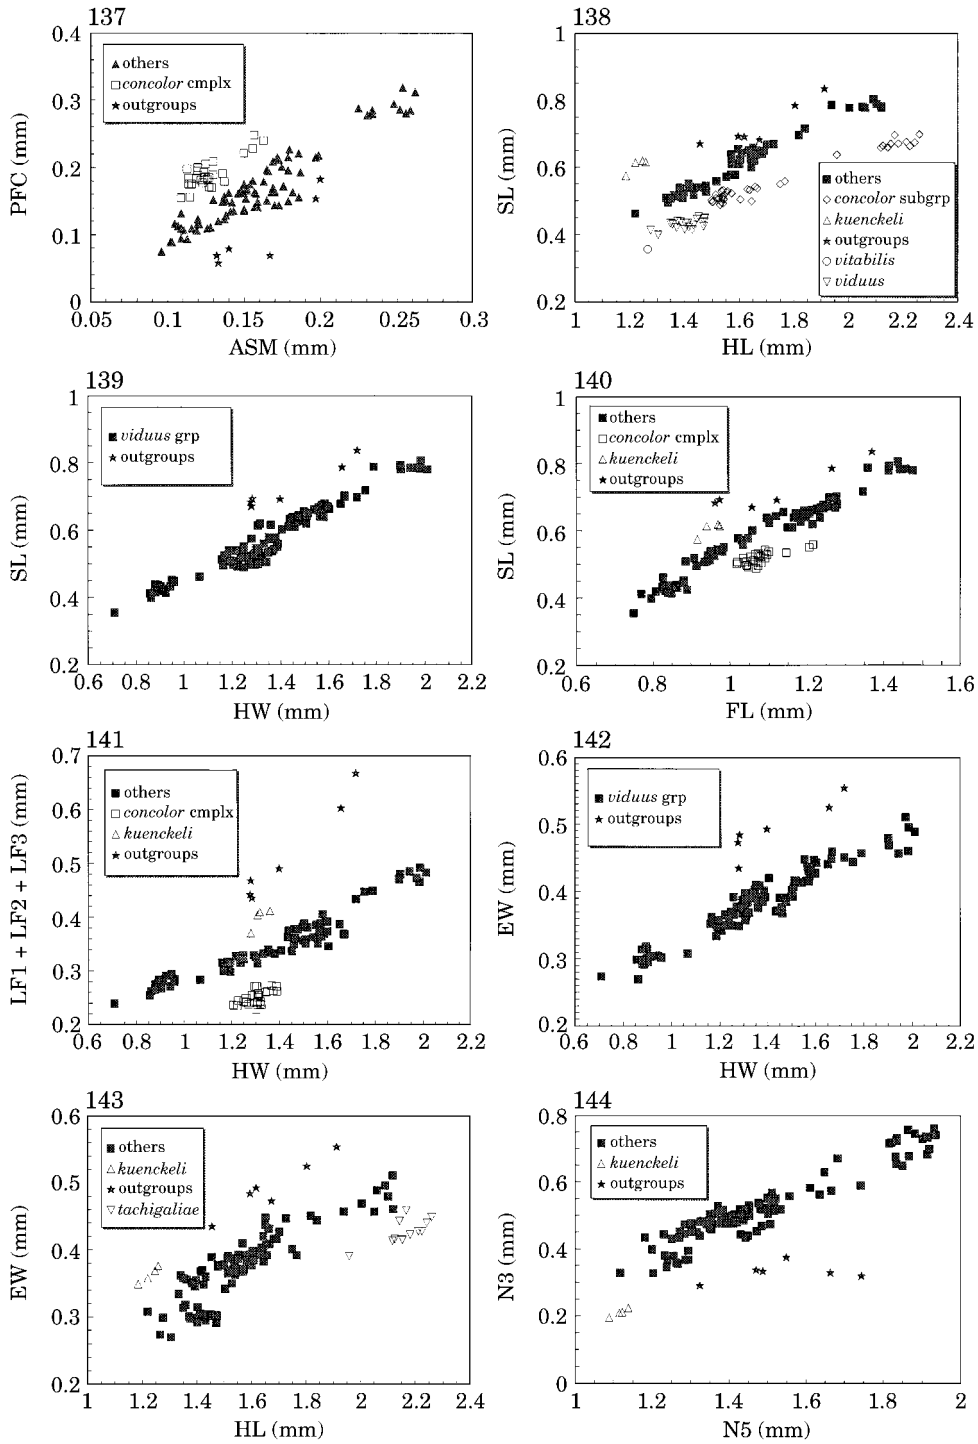 137
0.4
0.3
0.2
0.1
0
PFC (mm)
others
concolor cmplx
outgroups
0.05
0.1
0.15
0.2
0.25
0.3
ASM (mm)
138
1
0.8
0.6
0.4
0.2
SL (mm)
others
concolor subgrp
kuenckeli
outgroups
vitabilis
viduus
1
1.2
1.4
1.6
1.8
2
2.2
2.4
HL (mm)
139
1
0.8
0.6
0.4
0.2
SL (mm)
viduus grp
outgroups
0.6
0.8
1
1.2
1.4
1.6
1.8
2
2.2
HW (mm)
140
1
0.8
0.6
0.4
0.2
SL (mm)
others
concolor cmplx
kuenckeli
outgroups
0.6
0.8
1
1.2
1.4
1.6
FL (mm)
141
0.7
0.6
0.5
0.4
0.3
0.2
LF1 + LF2 + LF3 (mm)
others
concolor cmplx
kuenckeli
outgroups
0.6
0.8
1
1.2
1.4
1.6
1.8
2
2.2
HW (mm)
142
0.6
0.5
0.4
0.3
0.2
EW (mm)
viduus grp
outgroups
0.6
0.8
1
1.2
1.4
1.6
1.8
2
2.2
HW (mm)
143
0.6
0.5
0.4
0.3
0.2
EW (mm)
others
kuenckeli
outgroups
tachigaliae
1
1.2
1.4
1.6
1.8
2
2.2
2.4
HL (mm)
144
0.8
0.6
0.4
0.2
0
N3 (mm)
others
kuenckeli
outgroups
1
1.2
1.4
1.6
1.8
2
N5 (mm)